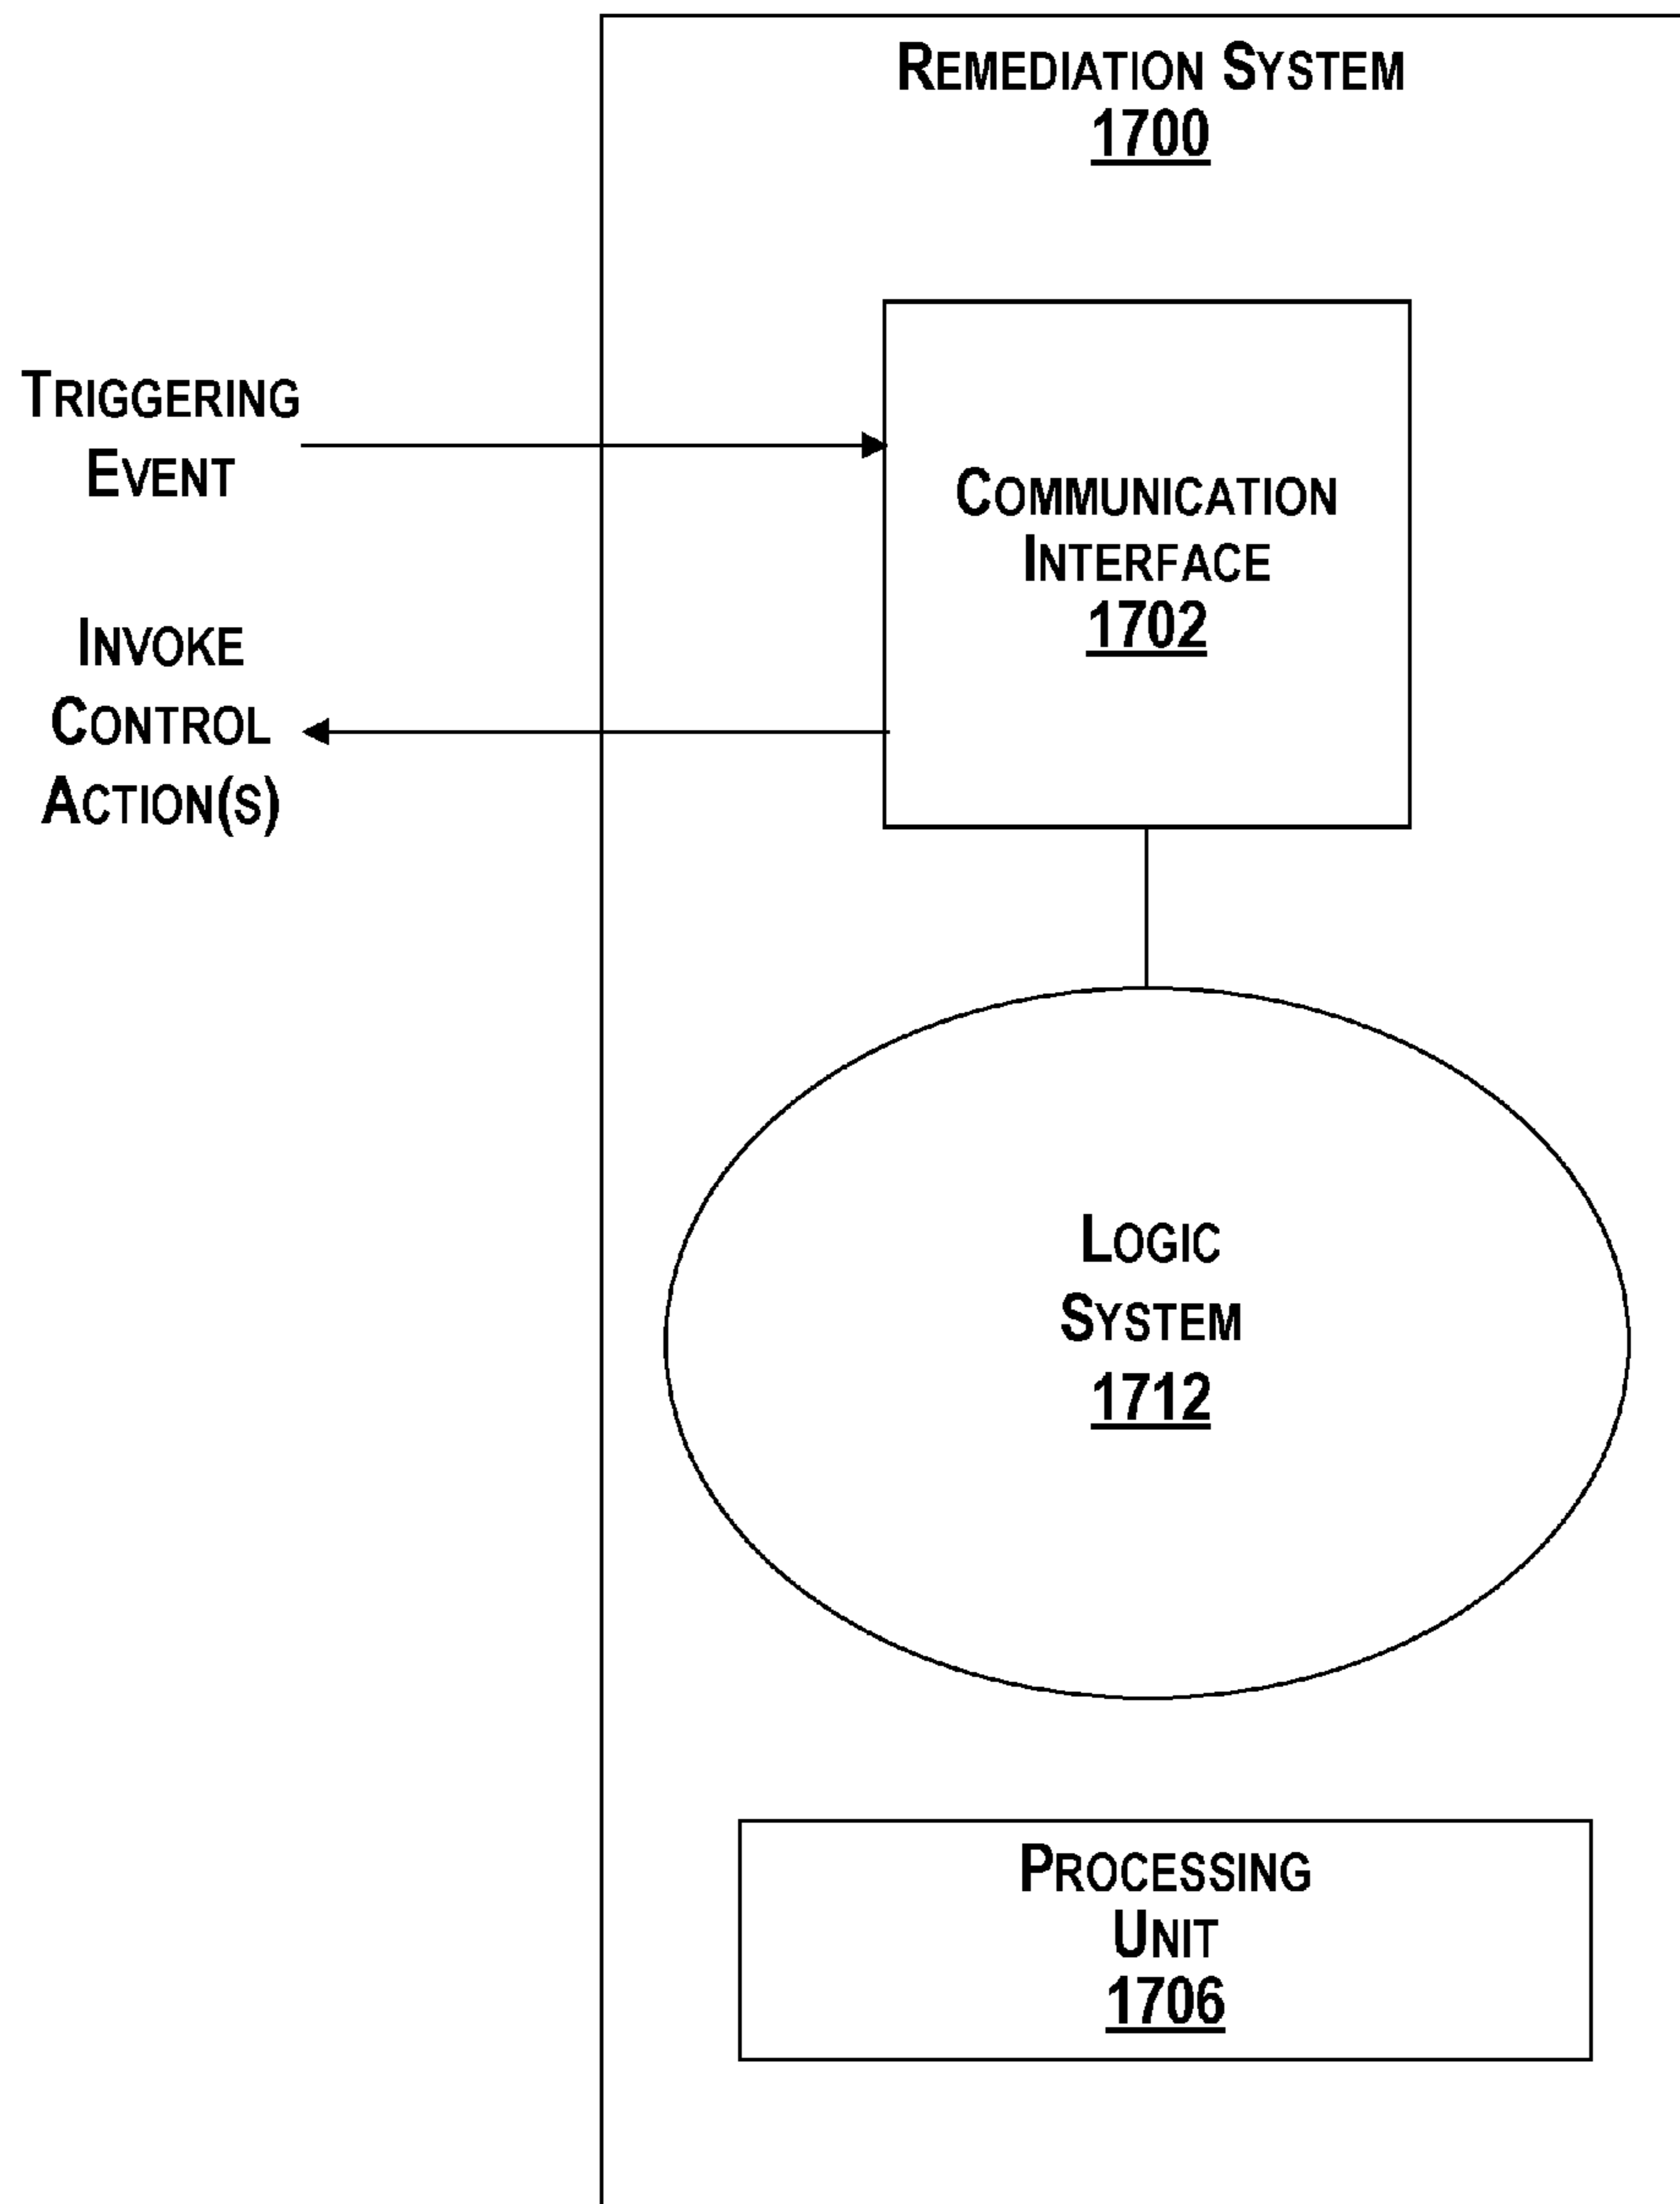 REMEDIATION SYSTEM
1700
TRIGGERING
EVENT
COMMUNICATION
INTERFACE
1702
INVOKE
CONTROL
ACTION(S)
LOGIC
SYSTEM
1712
PROCESSING
UNIT
1706